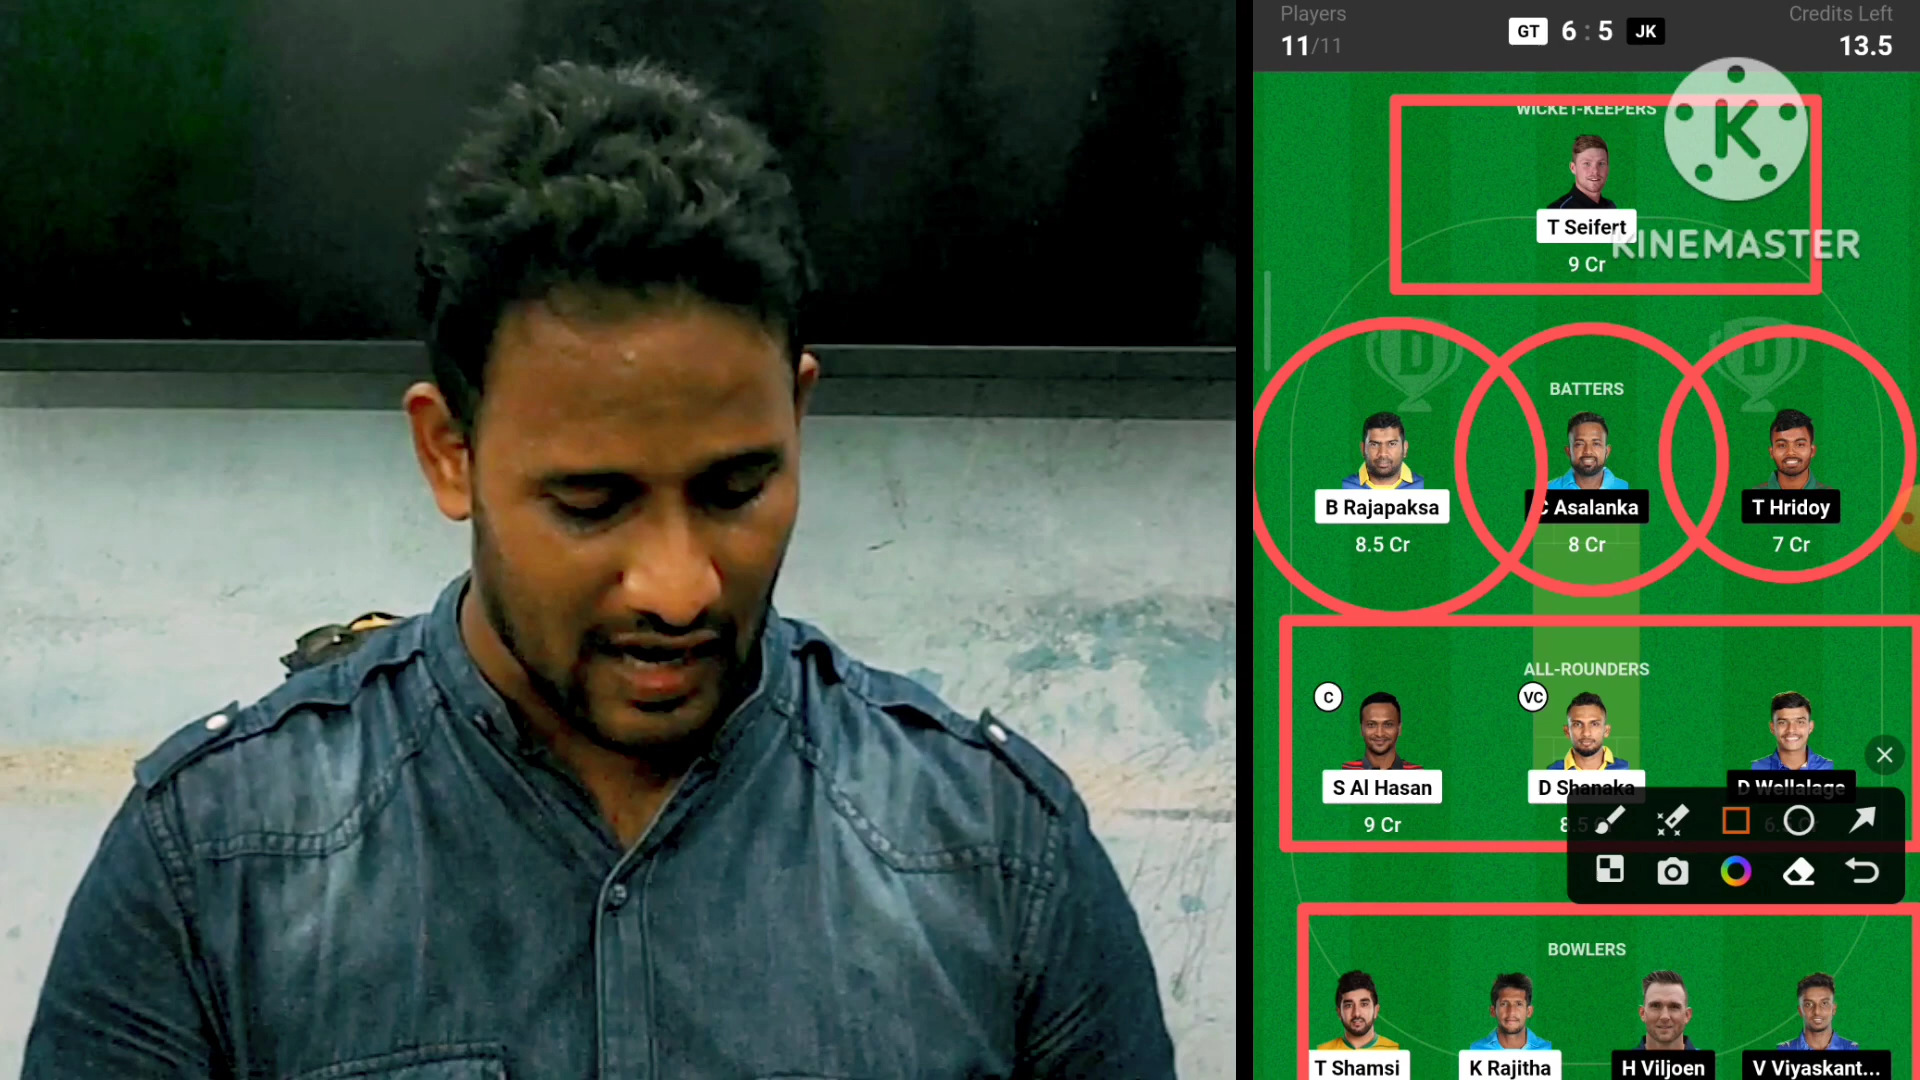 Players
Credits Left
11/11
GT 6 : 5 JK
13.5
WICKET-KEEPERS
K
T Seifert
KINEMASTER
9 Cr
BATTERS
B Rajapaksa
C Asalanka
T Hridoy
8.5 Cr
8 Cr
7 Cr
ALL-ROUNDERS
C
VC
S Al Hasan
D Shanaka
D Wellalage
9 Cr
BOWLERS
T Shamsi
K Rajitha
H Viljoen
V Viyaskant...